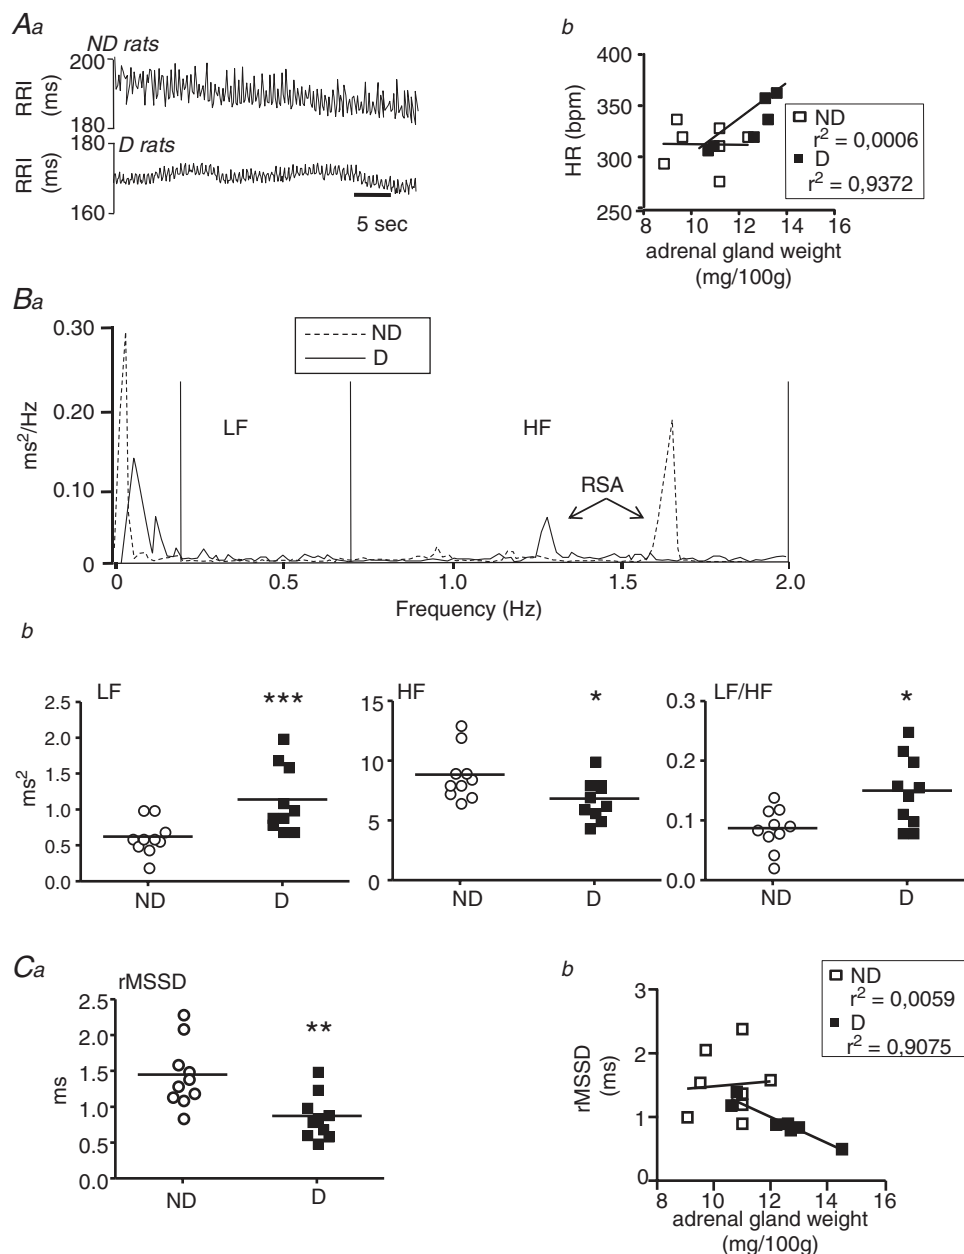 Aa
ND rats
200
RRI
(ms)
180
D rats
170
RRI
(ms)
160
5 sec
b
400
350
300
250
HR (bpm)
8 10 12 14 16
adrenal gland weight
(mg/100g)
ND
r² = 0,0006
D
r² = 0,9372
Ba
ND
D
0.30
0.20
0.10
0
ms²/Hz
LF
HF
RSA
0 0.5 1.0 1.5 2.0
Frequency (Hz)
b
LF
***
2.5
2.0
1.5
1.0
0.5
0.0
ms²
ND D
HF
*
15
10
5
0
ND D
LF/HF
*
0.3
0.2
0.1
0.0
ND D
Ca
rMSSD
**
2.5
2.0
1.5
1.0
0.5
0.0
ms
ND D
b
ND
r² = 0,0059
D
r² = 0,9075
3
2
1
0
rMSSD
(ms)
8 10 12 14 16
adrenal gland weight
(mg/100g)